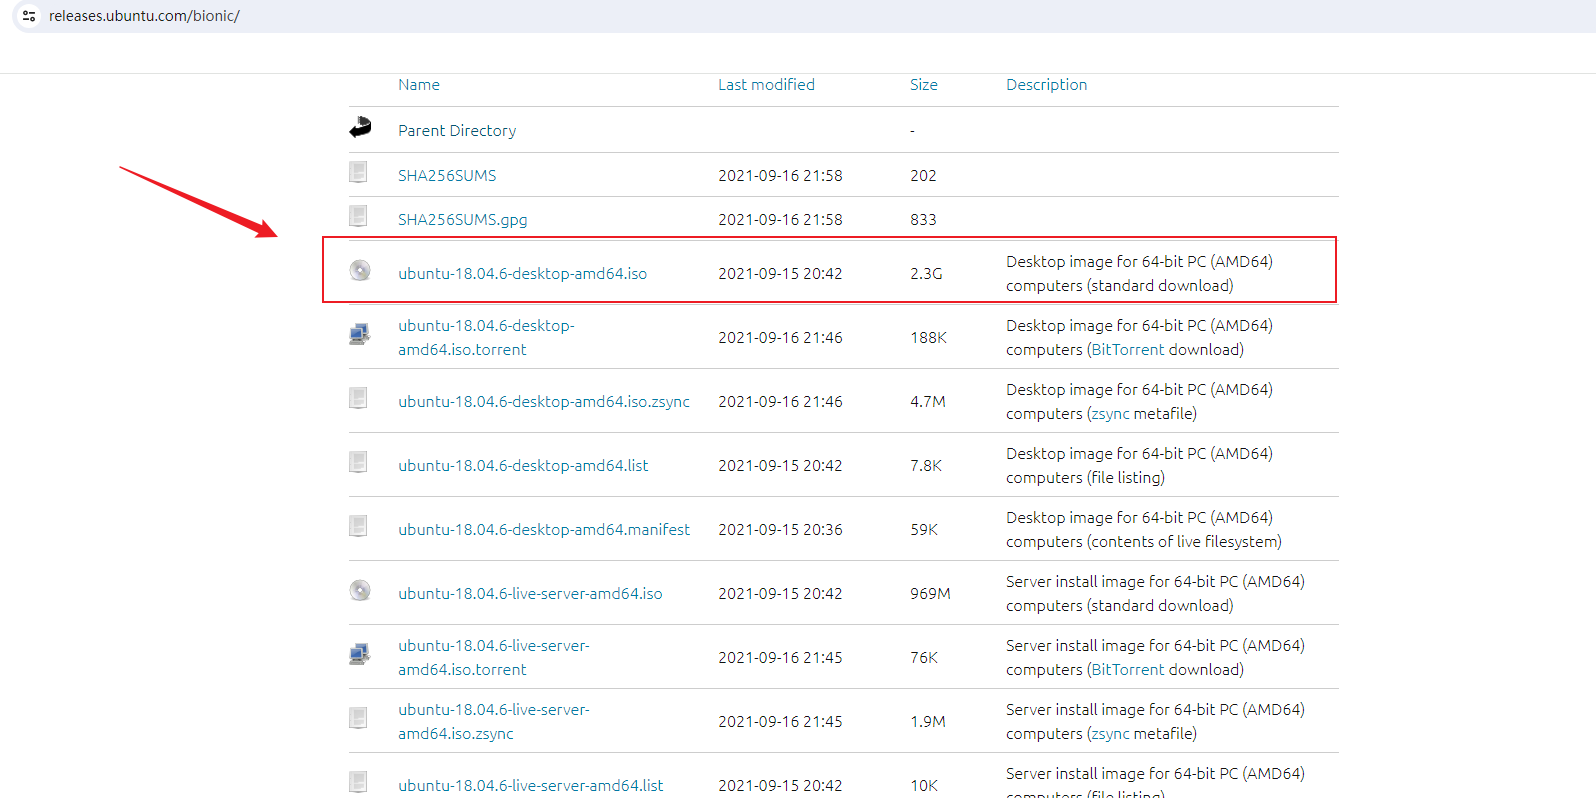 releases.ubuntu.com/bionic/
Name Last modified Size Description
Parent Directory -
SHA256SUMS 2021-09-16 21:58 202
SHA256SUMS.gpg 2021-09-16 21:58 833
ubuntu-18.04.6-desktop-amd64.iso 2021-09-15 20:42 2.3G Desktop image for 64-bit PC (AMD64)
computers (standard download)
ubuntu-18.04.6-desktop-
amd64.iso.torrent 2021-09-16 21:46 188K Desktop image for 64-bit PC (AMD64)
computers (BitTorrent download)
ubuntu-18.04.6-desktop-amd64.iso.zsync 2021-09-16 21:46 4.7M Desktop image for 64-bit PC (AMD64)
computers (zsync metafile)
ubuntu-18.04.6-desktop-amd64.list 2021-09-15 20:42 7.8K Desktop image for 64-bit PC (AMD64)
computers (file listing)
ubuntu-18.04.6-desktop-amd64.manifest 2021-09-15 20:36 59K Desktop image for 64-bit PC (AMD64)
computers (contents of live filesystem)
ubuntu-18.04.6-live-server-amd64.iso 2021-09-15 20:42 969M Server install image for 64-bit PC (AMD64)
computers (standard download)
ubuntu-18.04.6-live-server-
amd64.iso.torrent 2021-09-16 21:45 76K Server install image for 64-bit PC (AMD64)
computers (BitTorrent download)
ubuntu-18.04.6-live-server-
amd64.iso.zsync 2021-09-16 21:45 1.9M Server install image for 64-bit PC (AMD64)
computers (zsync metafile)
ubuntu-18.04.6-live-server-amd64.list 2021-09-15 20:42 10K Server install image for 64-bit PC (AMD64)
computers (file listing)